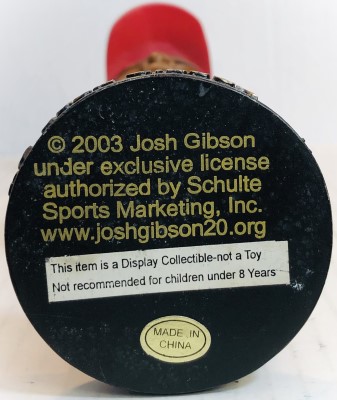 © 2003 Josh Gibson
under exclusive license
authorized by Schulte
Sports Marketing, Inc.
www.joshgibson20.org
This item is a Display Collectible-not a Toy
Not recommended for children under 8 Years
MADE IN
CHINA